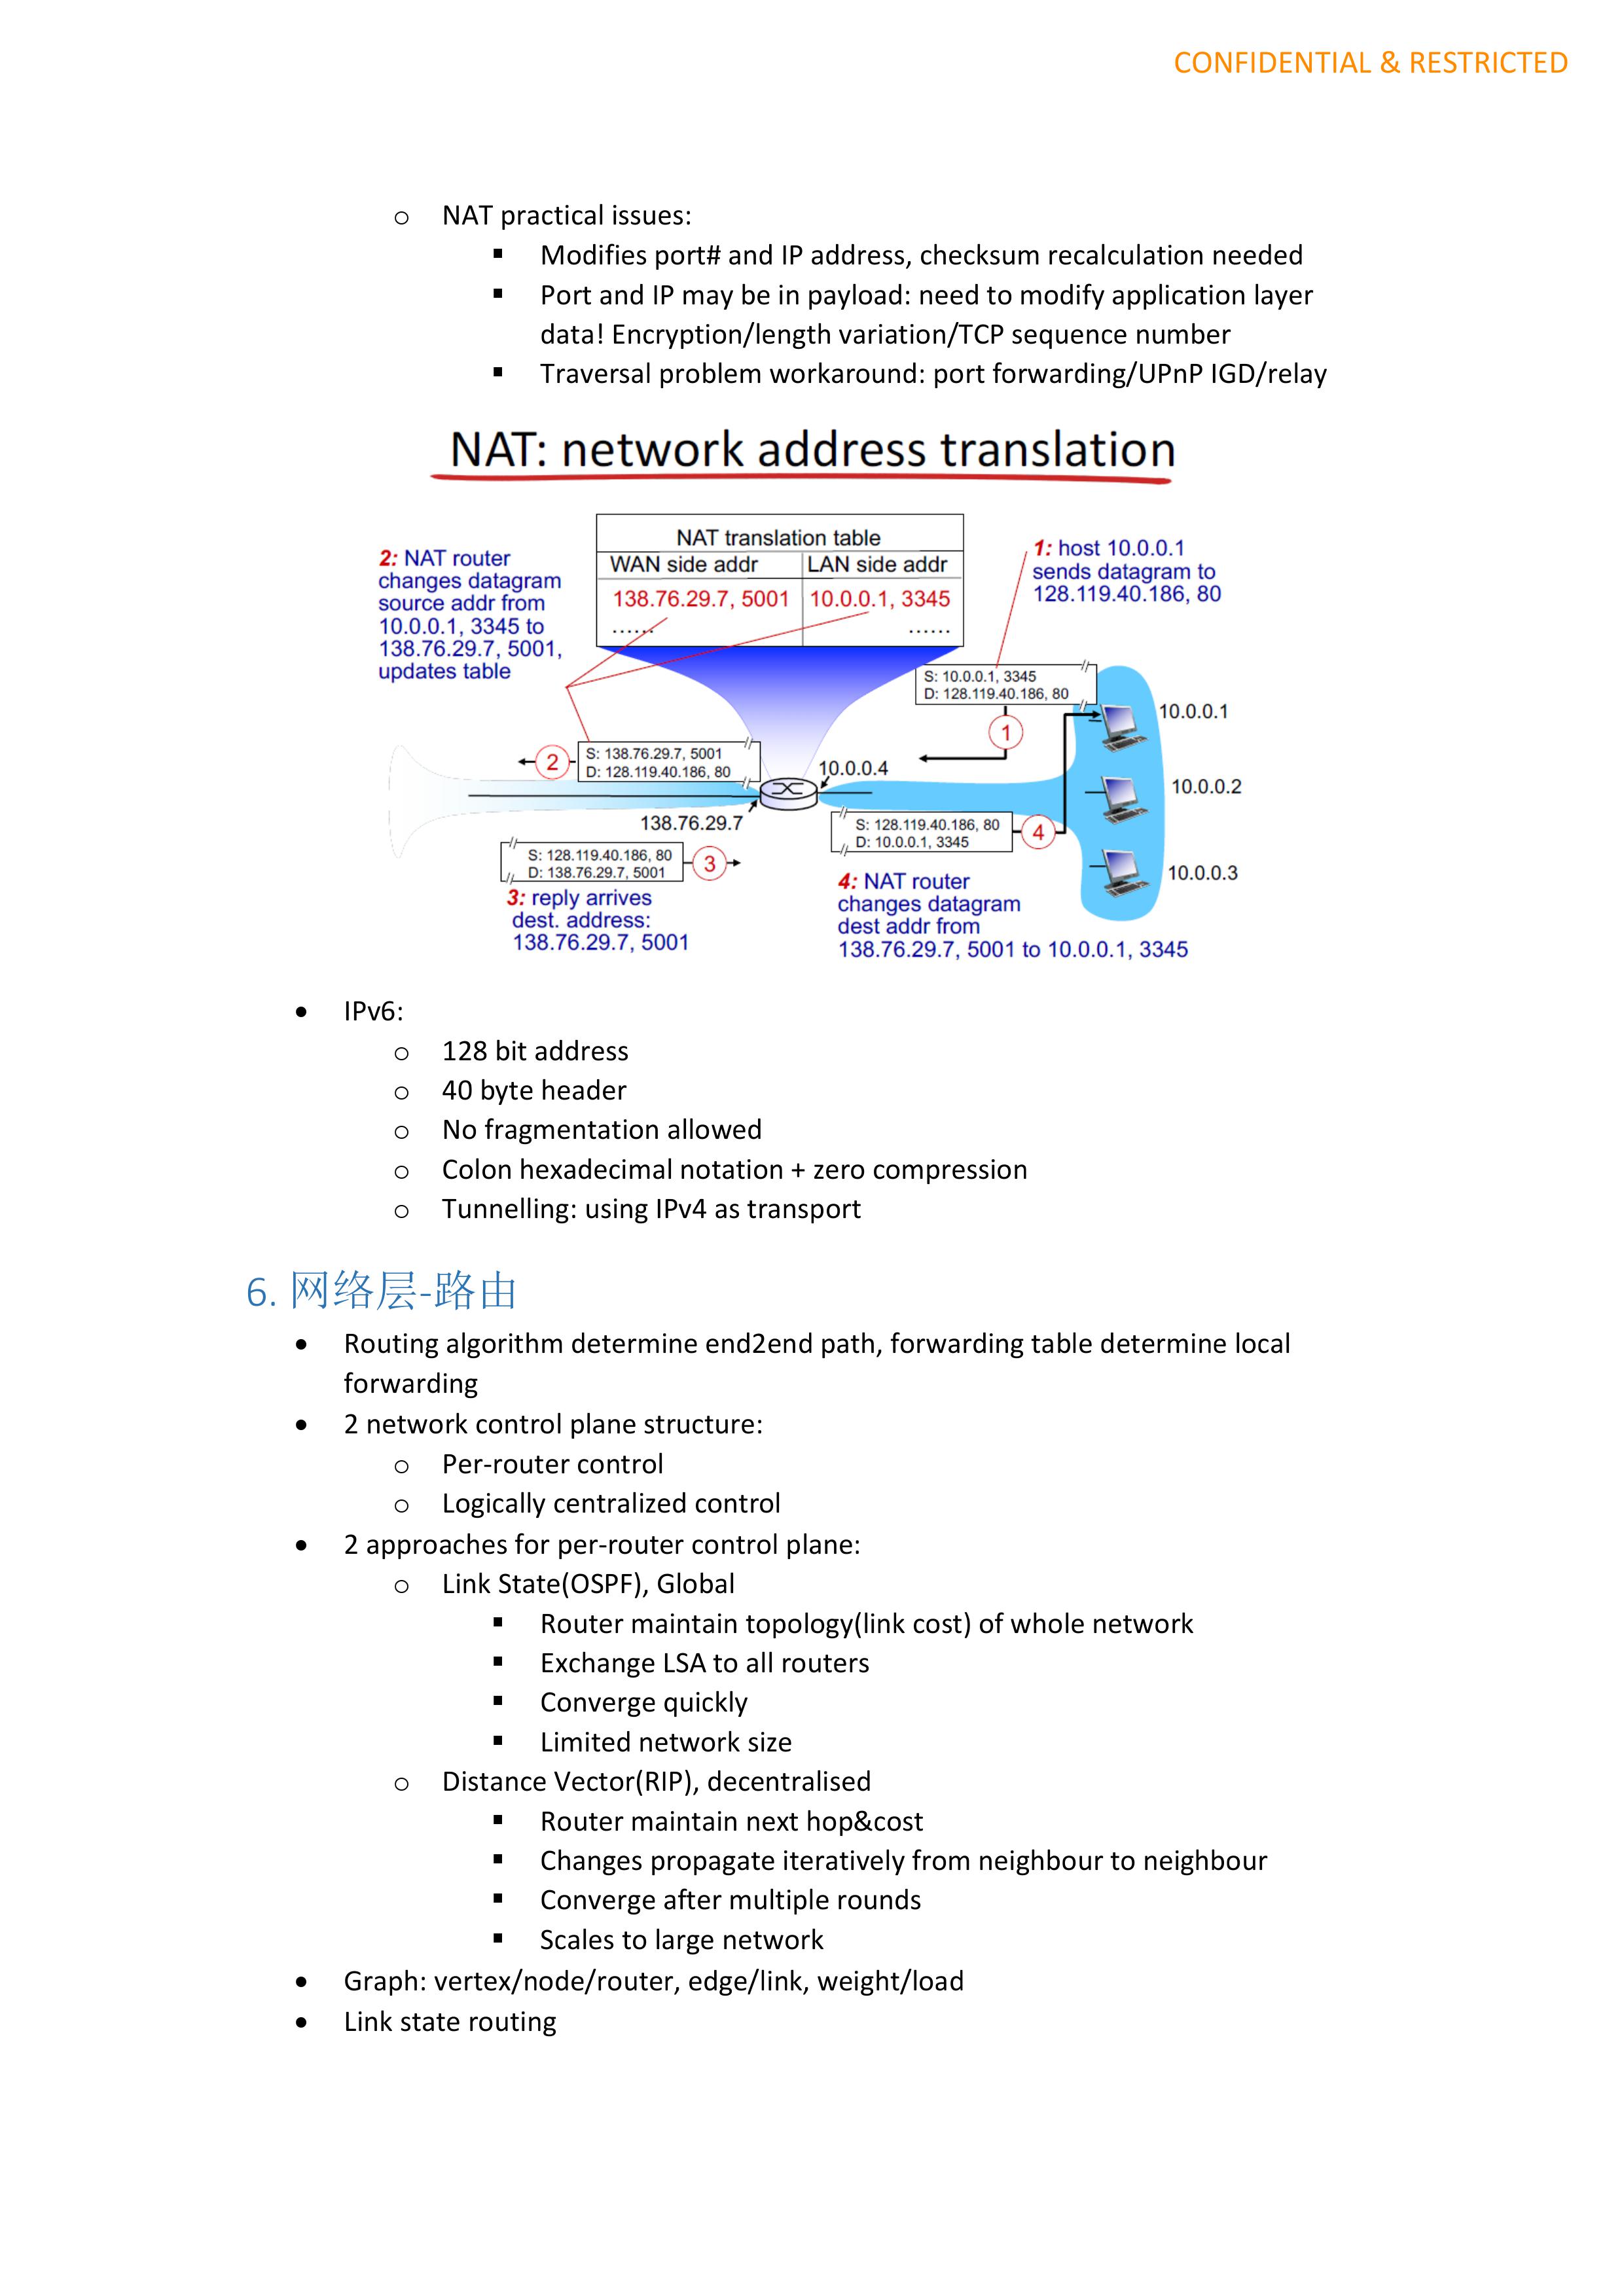 CONFIDENTIAL & RESTRICTED
o NAT practical issues:
▪ Modifies port# and IP address, checksum recalculation needed
▪ Port and IP may be in payload: need to modify application layer
data! Encryption/length variation/TCP sequence number
▪ Traversal problem workaround: port forwarding/UPnP IGD/relay
NAT: network address translation
NAT translation table
WAN side addr LAN side addr
138.76.29.7, 5001 10.0.0.1, 3345
...... ......
2: NAT router
changes datagram
source addr from
10.0.0.1, 3345 to
138.76.29.7, 5001,
updates table
1: host 10.0.0.1
sends datagram to
128.119.40.186, 80
S: 10.0.0.1, 3345
D: 128.119.40.186, 80
1
10.0.0.1
S: 138.76.29.7, 5001
D: 128.119.40.186, 80
2
10.0.0.4
10.0.0.2
138.76.29.7
S: 128.119.40.186, 80
D: 10.0.0.1, 3345
4
S: 128.119.40.186, 80
D: 138.76.29.7, 5001
3
10.0.0.3
3: reply arrives
dest. address:
138.76.29.7, 5001
4: NAT router
changes datagram
dest addr from
138.76.29.7, 5001 to 10.0.0.1, 3345
• IPv6:
o 128 bit address
o 40 byte header
o No fragmentation allowed
o Colon hexadecimal notation + zero compression
o Tunnelling: using IPv4 as transport
6. 网络层-路由
• Routing algorithm determine end2end path, forwarding table determine local
forwarding
• 2 network control plane structure:
o Per-router control
o Logically centralized control
• 2 approaches for per-router control plane:
o Link State(OSPF), Global
▪ Router maintain topology(link cost) of whole network
▪ Exchange LSA to all routers
▪ Converge quickly
▪ Limited network size
o Distance Vector(RIP), decentralised
▪ Router maintain next hop&cost
▪ Changes propagate iteratively from neighbour to neighbour
▪ Converge after multiple rounds
▪ Scales to large network
• Graph: vertex/node/router, edge/link, weight/load
• Link state routing